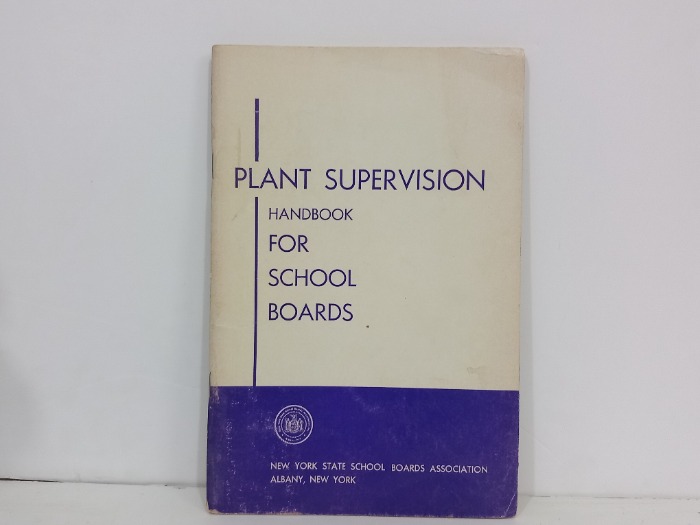 PLANT SUPERVISION
HANDBOOK
FOR
SCHOOL
BOARDS
NEW YORK STATE SCHOOL BOARDS ASSOCIATION
ALBANY, NEW YORK